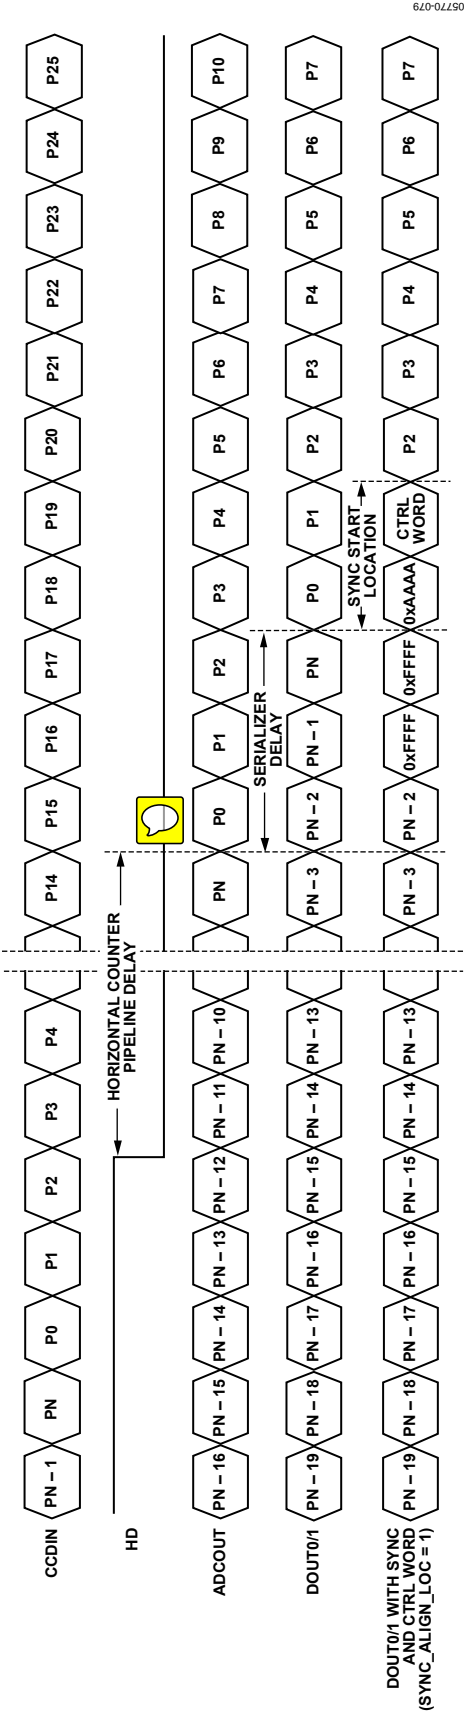 CCDIN
PN – 1
PN
P0
P1
P2
P3
P4
P14
P15
P16
P17
P18
P19
P20
P21
P22
P23
P24
P25
HD
HORIZONTAL COUNTER
PIPELINE DELAY
ADCOUT
PN – 16
PN – 15
PN – 14
PN – 13
PN – 12
PN – 11
PN – 10
PN
P0
P1
P2
P3
P4
P5
P6
P7
P8
P9
P10
SERIALIZER
DELAY
DOUT0/1
PN – 19
PN – 18
PN – 17
PN – 16
PN – 15
PN – 14
PN – 13
PN – 3
PN – 2
PN – 1
PN
P0
P1
P2
P3
P4
P5
P6
P7
SYNC START
LOCATION
DOUT0/1 WITH SYNC
AND CTRL WORD
(SYNC_ALIGN_LOC = 1)
PN – 19
PN – 18
PN – 17
PN – 16
PN – 15
PN – 14
PN – 13
PN – 3
PN – 2
0xFFFF
0xFFFF
0xAAAA
CTRL
WORD
P2
P3
P4
P5
P6
P7
05770-079